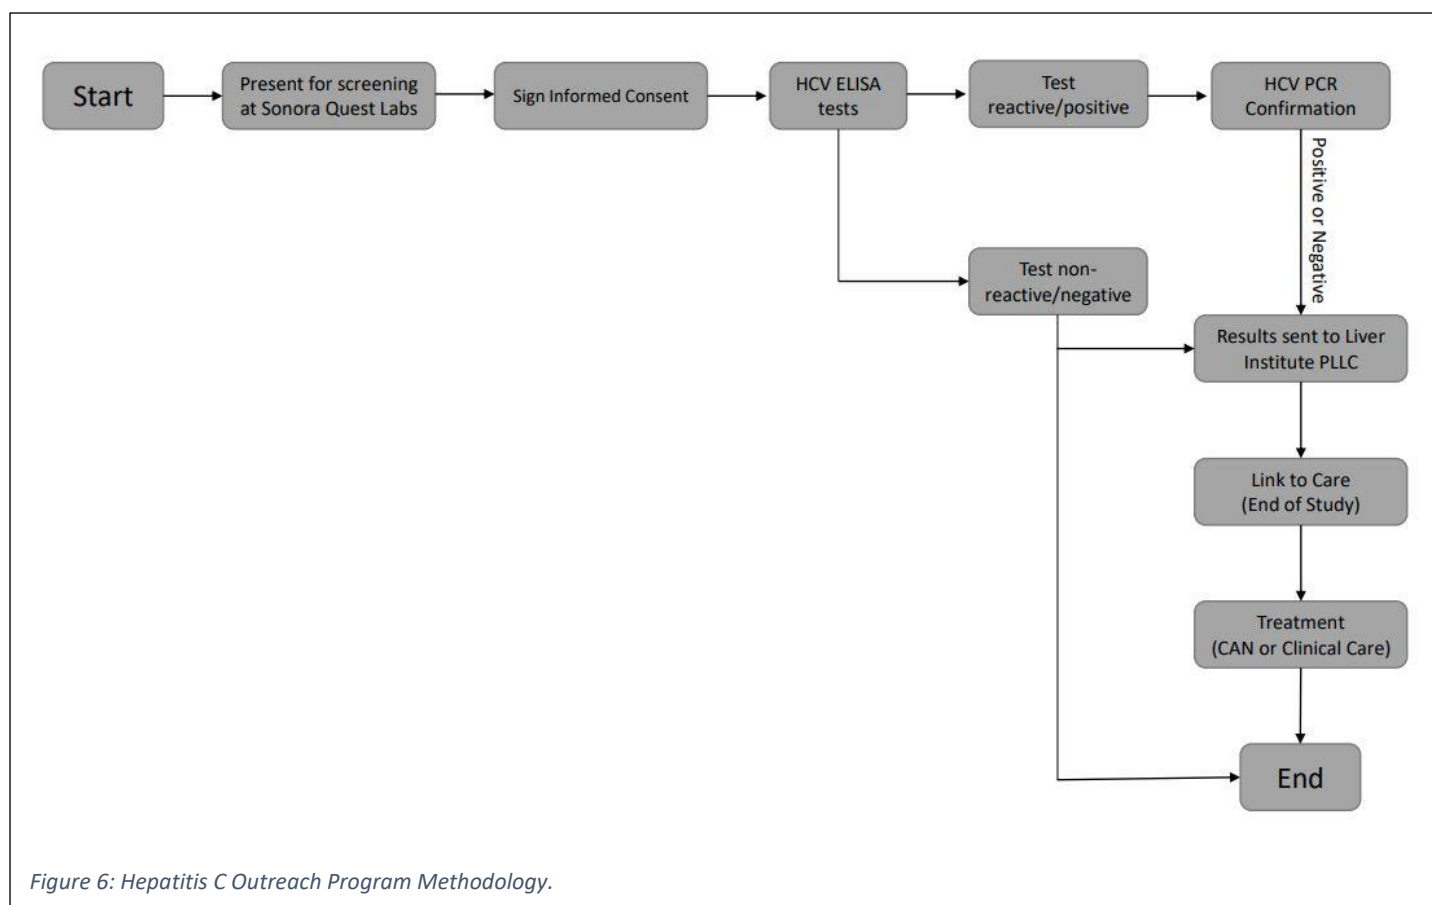 Start
Present for screening
at Sonora Quest Labs
Sign Informed Consent
HCV ELISA
tests
Test
reactive/positive
HCV PCR
Confirmation
Positive or Negative
Test non-
reactive/negative
Results sent to Liver
Institute PLLC
Link to Care
(End of Study)
Treatment
(CAN or Clinical Care)
End
Figure 6: Hepatitis C Outreach Program Methodology.